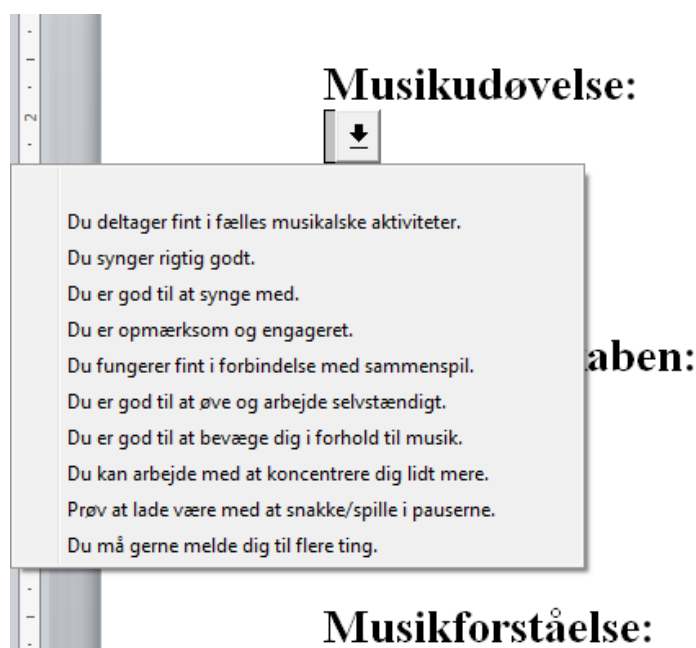 2
Musikudøvelse:
Du deltager fint i fælles musikalske aktiviteter.
Du synger rigtig godt.
Du er god til at synge med.
Du er opmærksom og engageret.
Du fungerer fint i forbindelse med sammenspil.
Du er god til at øve og arbejde selvstændigt.
Du er god til at bevæge dig i forhold til musik.
Du kan arbejde med at koncentrere dig lidt mere.
Prøv at lade være med at snakke/spille i pauserne.
Du må gerne melde dig til flere ting.
aben:
Musikforståelse: